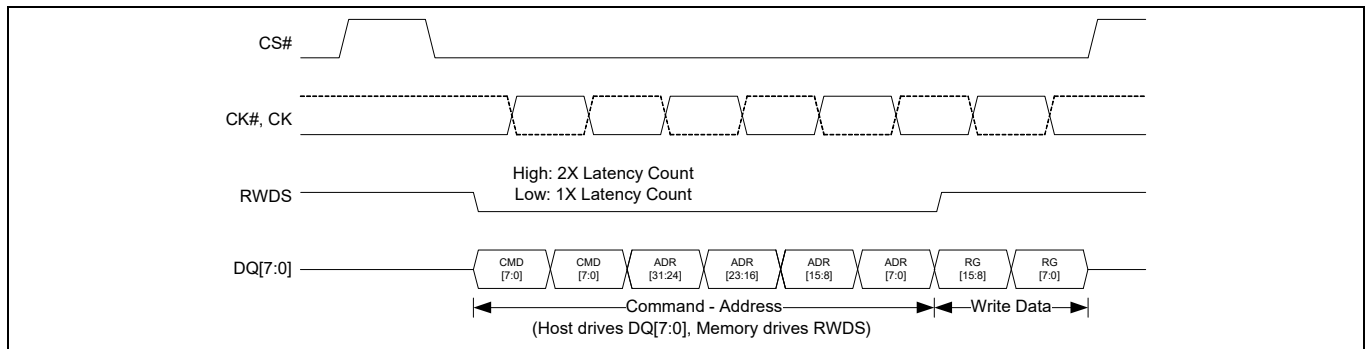 CS#
CK#, CK
High: 2X Latency Count
RWDS
Low: 1X Latency Count
DQ[7:0]
CMD [7:0]
CMD [7:0]
ADR [31:24]
ADR [23:16]
ADR [15:8]
ADR [7:0]
RG [15:8]
RG [7:0]
Command - Address
Write Data
(Host drives DQ[7:0], Memory drives RWDS)